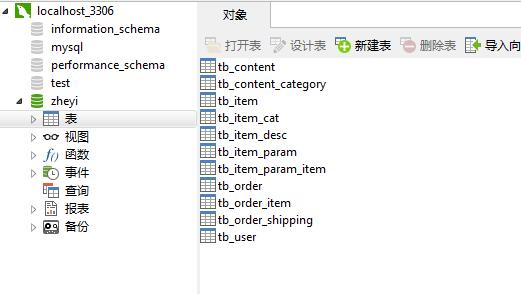 localhost_3306
information_schema
mysql
performance_schema
test
zheyi
表
视图
f() 函数
事件
查询
报表
备份
对象
打开表 设计表 新建表 删除表 导入向
tb_content
tb_content_category
tb_item
tb_item_cat
tb_item_desc
tb_item_param
tb_item_param_item
tb_order
tb_order_item
tb_order_shipping
tb_user